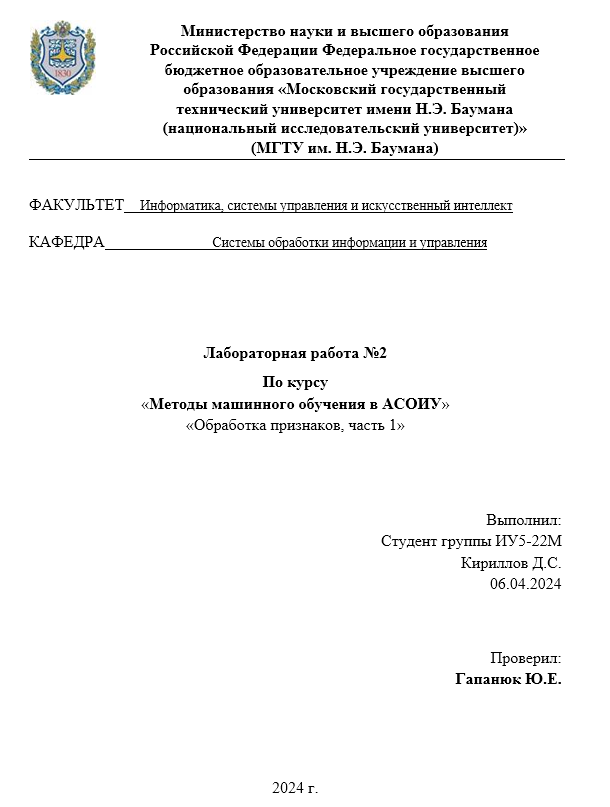 Министерство науки и высшего образования
Российской Федерации Федеральное государственное
бюджетное образовательное учреждение высшего
образования «Московский государственный
технический университет имени Н.Э. Баумана
(национальный исследовательский университет)»
(МГТУ им. Н.Э. Баумана)
1830
ФАКУЛЬТЕТ Информатика, системы управления и искусственный интеллект
КАФЕДРА Системы обработки информации и управления
Лабораторная работа №2
По курсу
«Методы машинного обучения в АСОИУ»
«Обработка признаков, часть 1»
Выполнил:
Студент группы ИУ5-22М
Кириллов Д.С.
06.04.2024
Проверил:
Гапанюк Ю.Е.
2024 г.